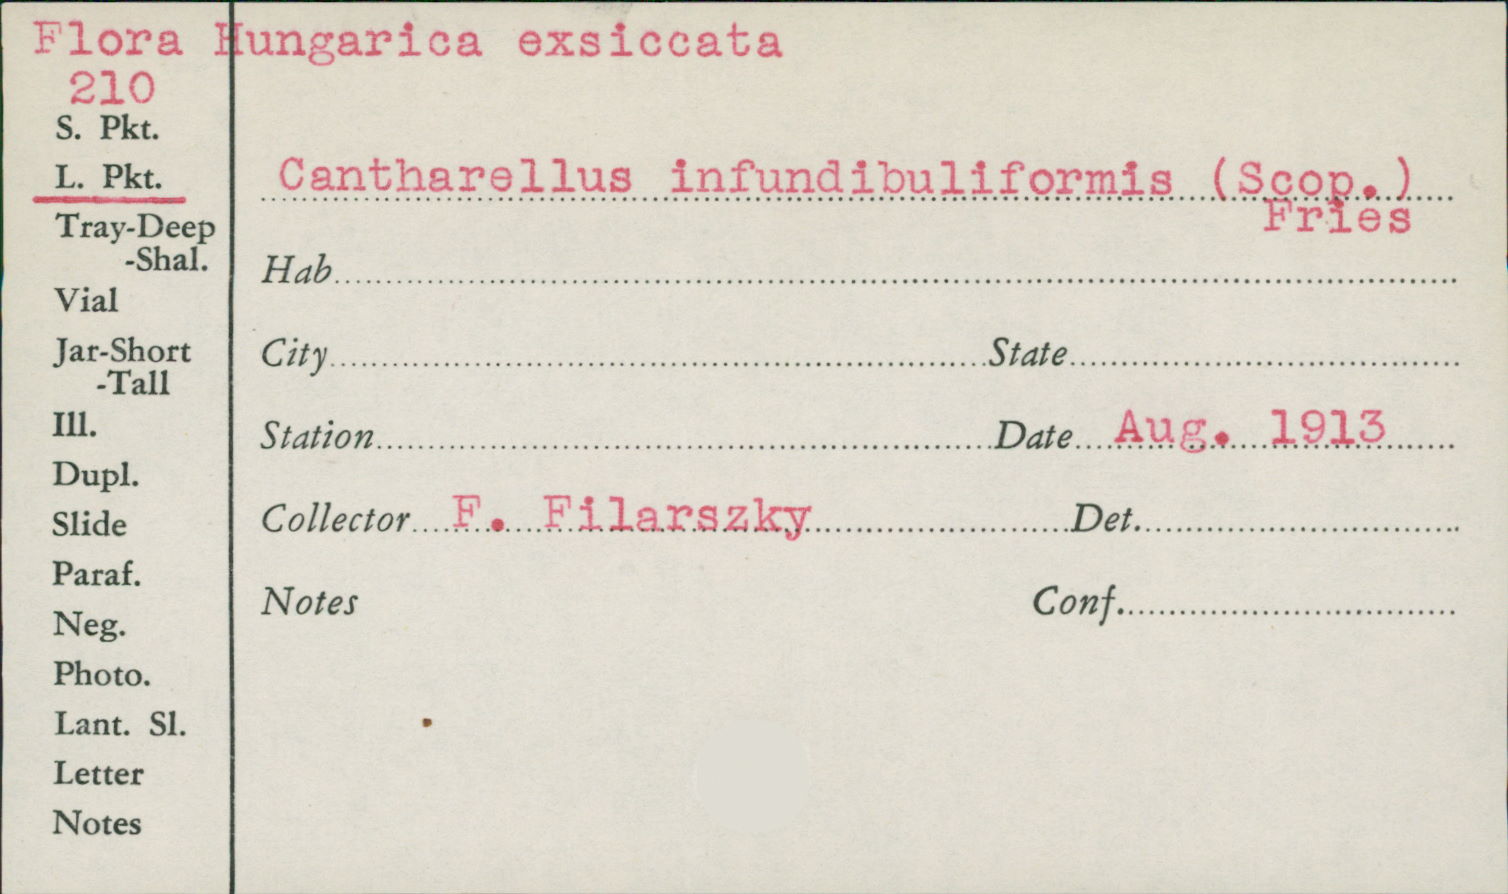 Flora Hungarica exsiccata
210
S. Pkt.
L. Pkt.
Cantharellus infundibuliformis (Scop.)
Fries
Tray-Deep
-Shal.
Hab
Vial
Jar-Short
-Tall
City State
Ill.
Station Date Aug. 1913
Dupl.
Slide
Collector F. Filarszky Det.
Paraf.
Notes Conf.
Neg.
Photo.
Lant. Sl.
Letter
Notes